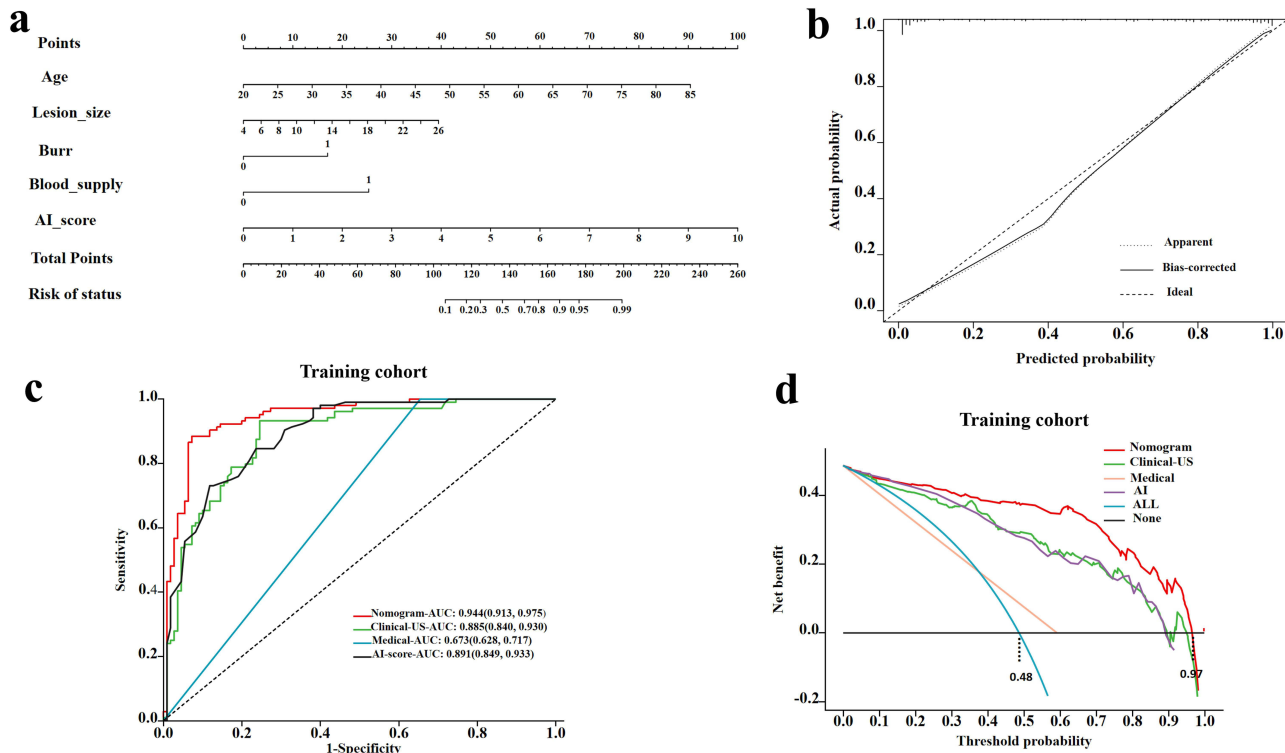 a
Points
0 10 20 30 40 50 60 70 80 90 100
Age
20 25 30 35 40 45 50 55 60 65 70 75 80 85
Lesion_size
4 6 8 10 14 18 22 26
Burr
0 1
Blood_supply
0 1
AI_score
0 1 2 3 4 5 6 7 8 9 10
Total Points
0 20 40 60 80 100 120 140 160 180 200 220 240 260
Risk of status
0.1 0.2 0.3 0.5 0.7 0.8 0.9 0.95 0.99
b
Actual probability
1.0
0.8
0.6
0.4
0.2
0.0
Apparent
Bias-corrected
Ideal
0.0 0.2 0.4 0.6 0.8 1.0
Predicted probability
c
Training cohort
Sensitivity
1.0
0.8
0.6
0.4
0.2
0.0
Nomogram-AUC: 0.944(0.913, 0.975)
Clinical-US-AUC: 0.885(0.840, 0.930)
Medical-AUC: 0.673(0.628, 0.717)
AI-score-AUC: 0.891(0.849, 0.933)
0.0 0.2 0.4 0.6 0.8 1.0
1-Specificity
d
Training cohort
Nomogram
Clinical-US
Medical
AI
ALL
None
Net benefit
0.4
0.2
0.0
-0.2
0.48
0.97
0.0 0.1 0.2 0.3 0.4 0.5 0.6 0.7 0.8 0.9 1.0
Threshold probability